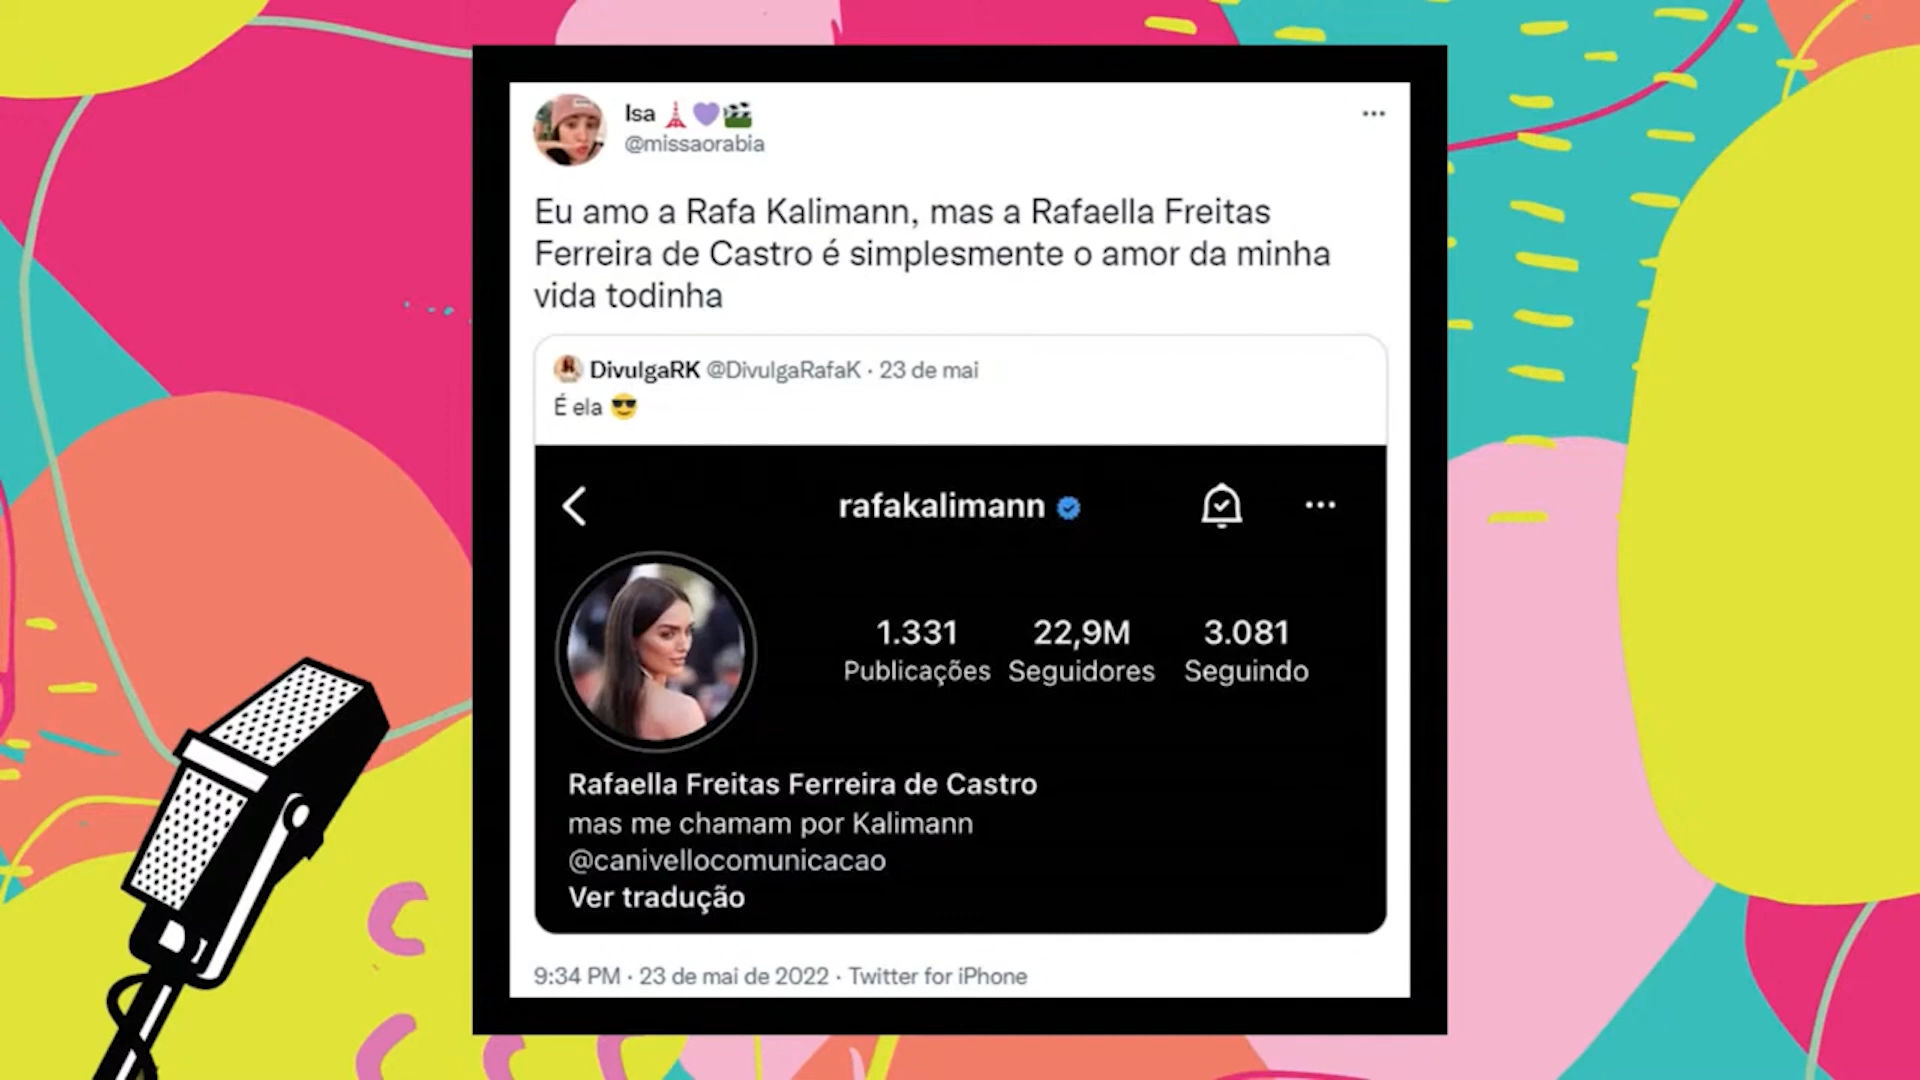 Isa 🗼💜🎬
@missaorabia
Eu amo a Rafa Kalimann, mas a Rafaella Freitas
Ferreira de Castro é simplesmente o amor da minha
vida todinha
DivulgaRK @DivulgaRafaK · 23 de mai
É ela 😎
rafakalimann
1.331 22,9M 3.081
Publicações Seguidores Seguindo
Rafaella Freitas Ferreira de Castro
mas me chamam por Kalimann
@canivellocomunicacao
Ver tradução
9:34 PM · 23 de mai de 2022 · Twitter for iPhone